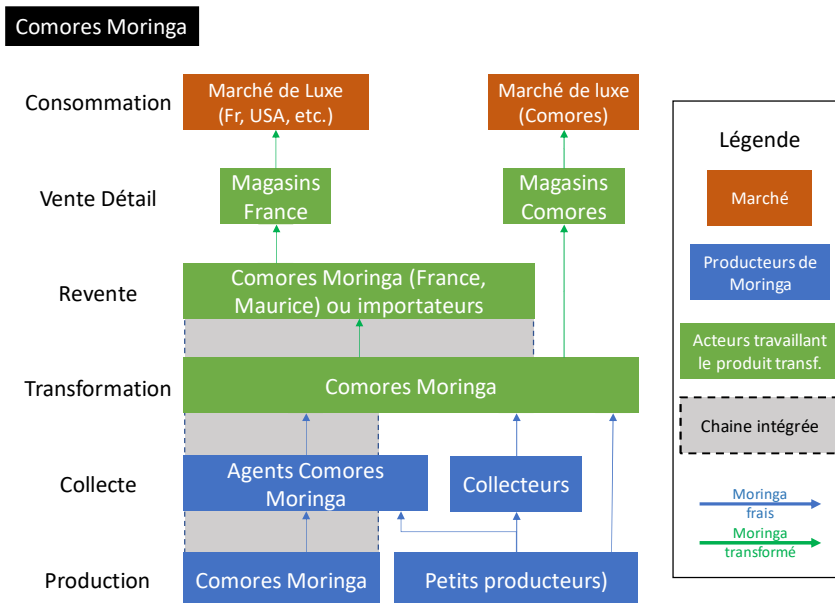 Comores Moringa
Consommation
Marché de Luxe
(Fr, USA, etc.)
Marché de luxe
(Comores)
Vente Détail
Magasins
France
Magasins
Comores
Revente
Comores Moringa (France,
Maurice) ou importateurs
Transformation
Comores Moringa
Collecte
Agents Comores
Moringa
Collecteurs
Production
Comores Moringa
Petits producteurs)
Légende
Marché
Producteurs de
Moringa
Acteurs travaillant
le produit transf.
Chaine intégrée
Moringa
frais
Moringa
transformé